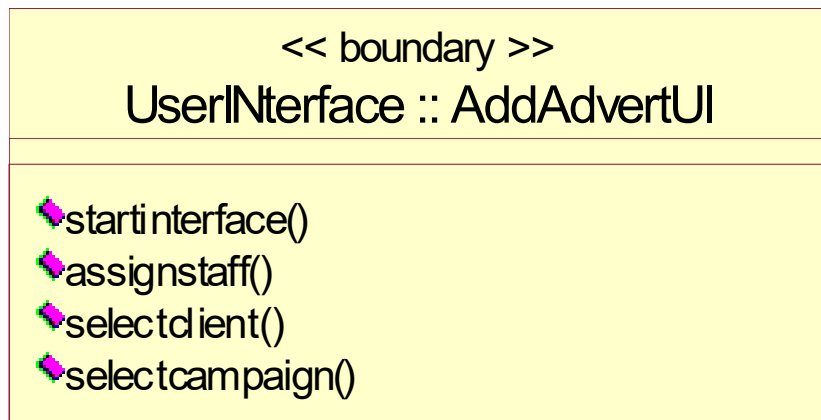 << boundary >>
UserINterface :: AddAdvertUI
startinterface()
assignstaff()
selectclient()
selectcampaign()